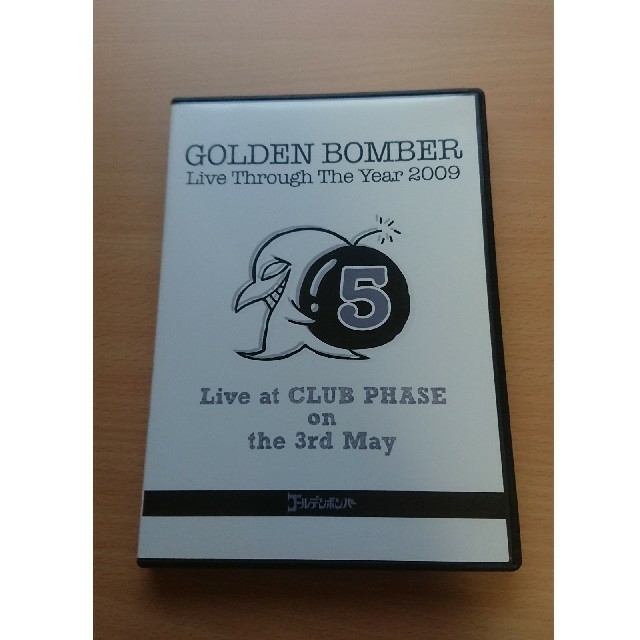 GOLDEN BOMBER
Live Through The Year 2009
5
Live at CLUB PHASE
on
the 3rd May
ゴールデンボンバー